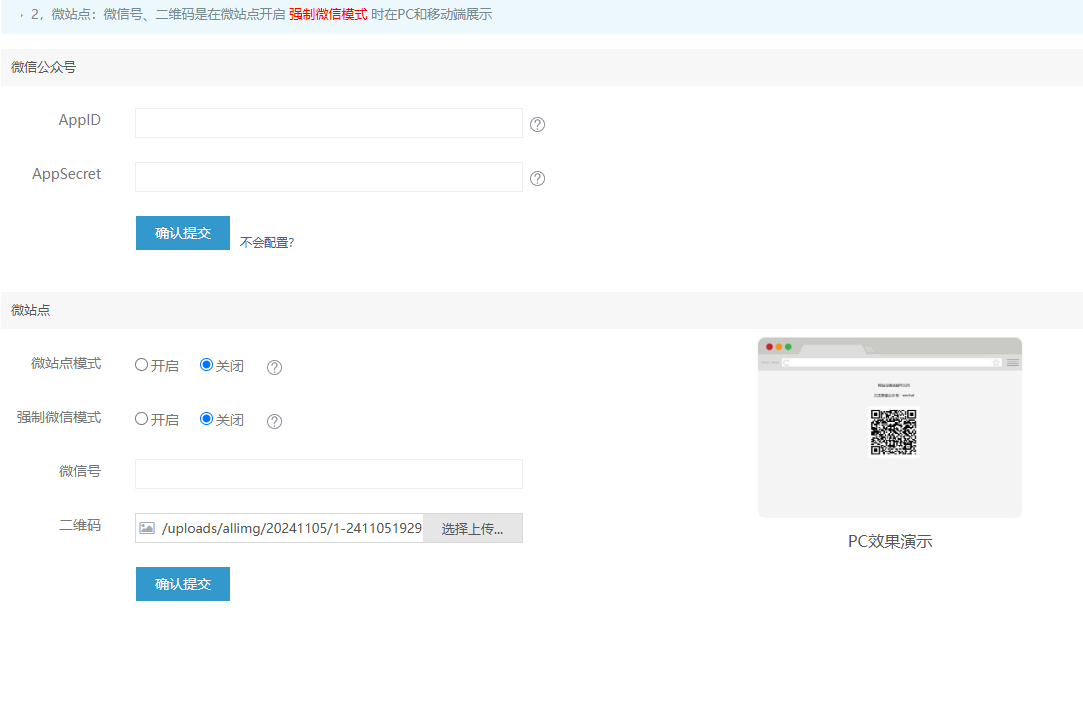 2，微站点：微信号、二维码是在微站点开启 强制微信模式 时在PC和移动端展示
微信公众号
AppID
AppSecret
确认提交 不会配置?
微站点
微站点模式 开启 关闭
强制微信模式 开启 关闭
微信号
二维码 /uploads/allimg/20241105/1-2411051929 选择上传...
PC效果演示
确认提交